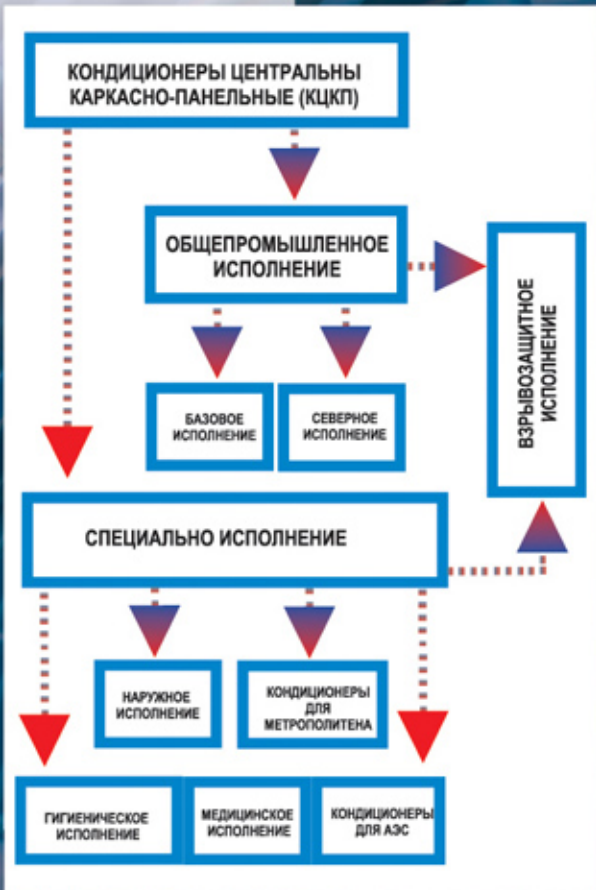 КОНДИЦИОНЕРЫ ЦЕНТРАЛЬНЫ
КАРКАСНО-ПАНЕЛЬНЫЕ (КЦКП)
ОБЩЕПРОМЫШЛЕННОЕ
ИСПОЛНЕНИЕ
ВЗРЫВОЗАЩИТНОЕ
ИСПОЛНЕНИЕ
БАЗОВОЕ
ИСПОЛНЕНИЕ
СЕВЕРНОЕ
ИСПОЛНЕНИЕ
СПЕЦИАЛЬНО ИСПОЛНЕНИЕ
НАРУЖНОЕ
ИСПОЛНЕНИЕ
КОНДИЦИОНЕРЫ
ДЛЯ
МЕТРОПОЛИТЕНА
ГИГИЕНИЧЕСКОЕ
ИСПОЛНЕНИЕ
МЕДИЦИНСКОЕ
ИСПОЛНЕНИЕ
КОНДИЦИОНЕРЫ
ДЛЯ АЭС